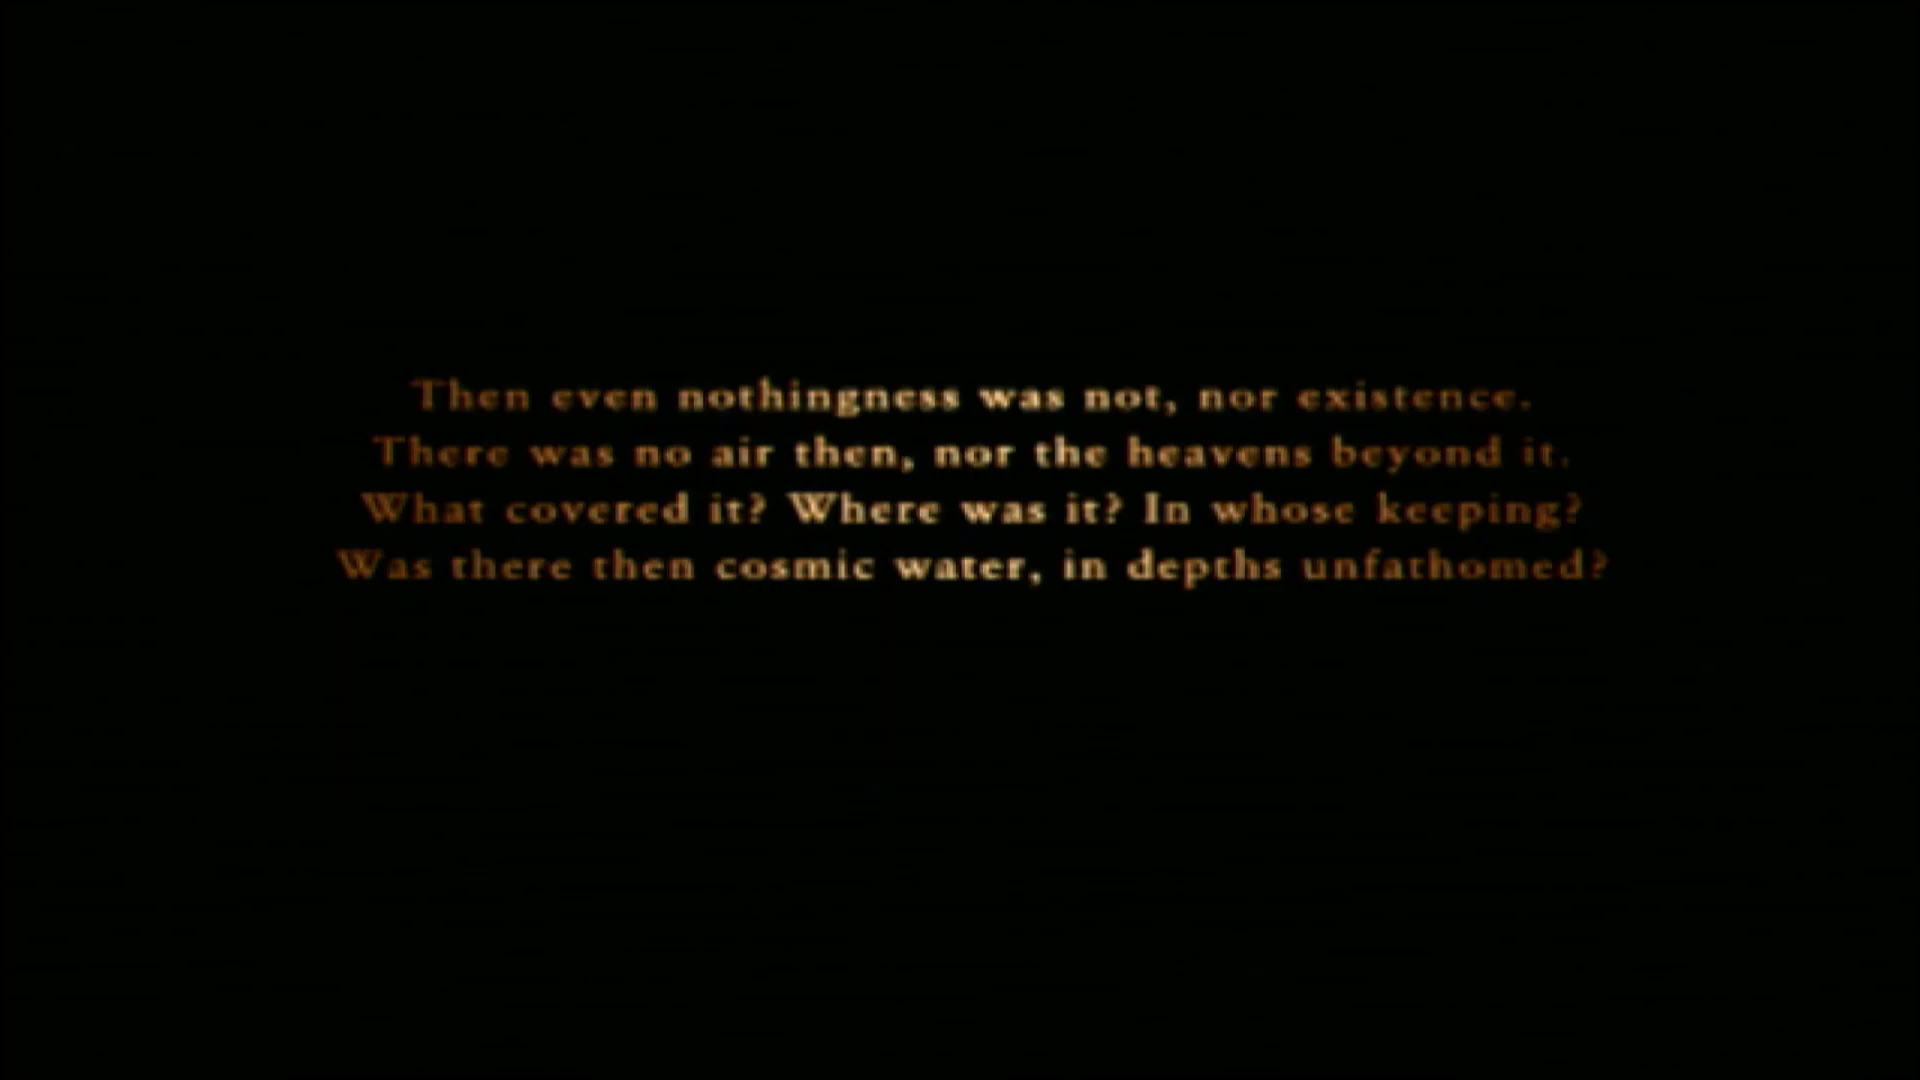 Then even nothingness was not, nor existence.
There was no air then, nor the heavens beyond it.
What covered it? Where was it? In whose keeping?
Was there then cosmic water, in depths unfathomed?